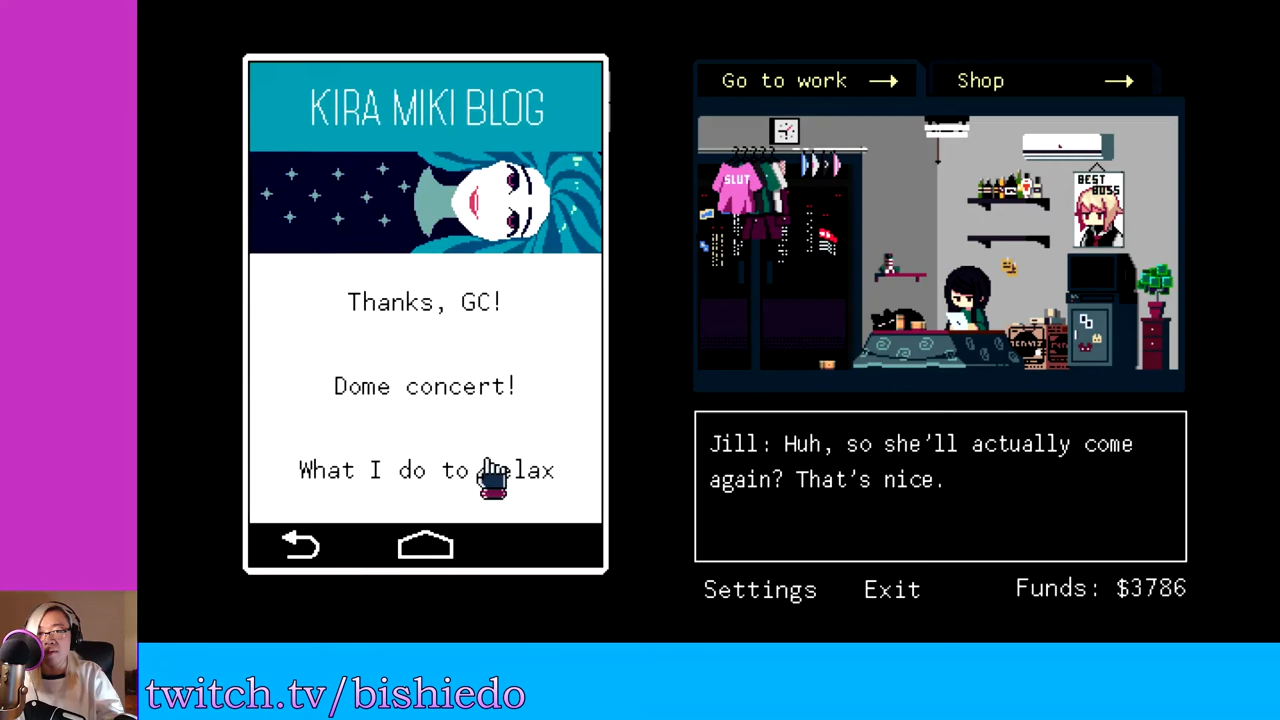 KIRA MIKI BLOG
Thanks, GC!
Dome concert!
What I do to relax
Go to work →
Shop →
SLUT
BEST
BOSS
Jill: Huh, so she'll actually come
again? That's nice.
Settings
Exit
Funds: $3786
twitch.tv/bishiedo